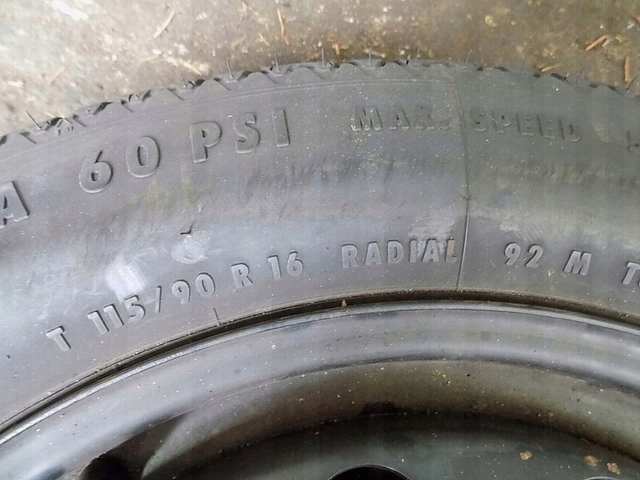 60 PSI MAX. SPEED
T 115/90 R 16 RADIAL 92 M